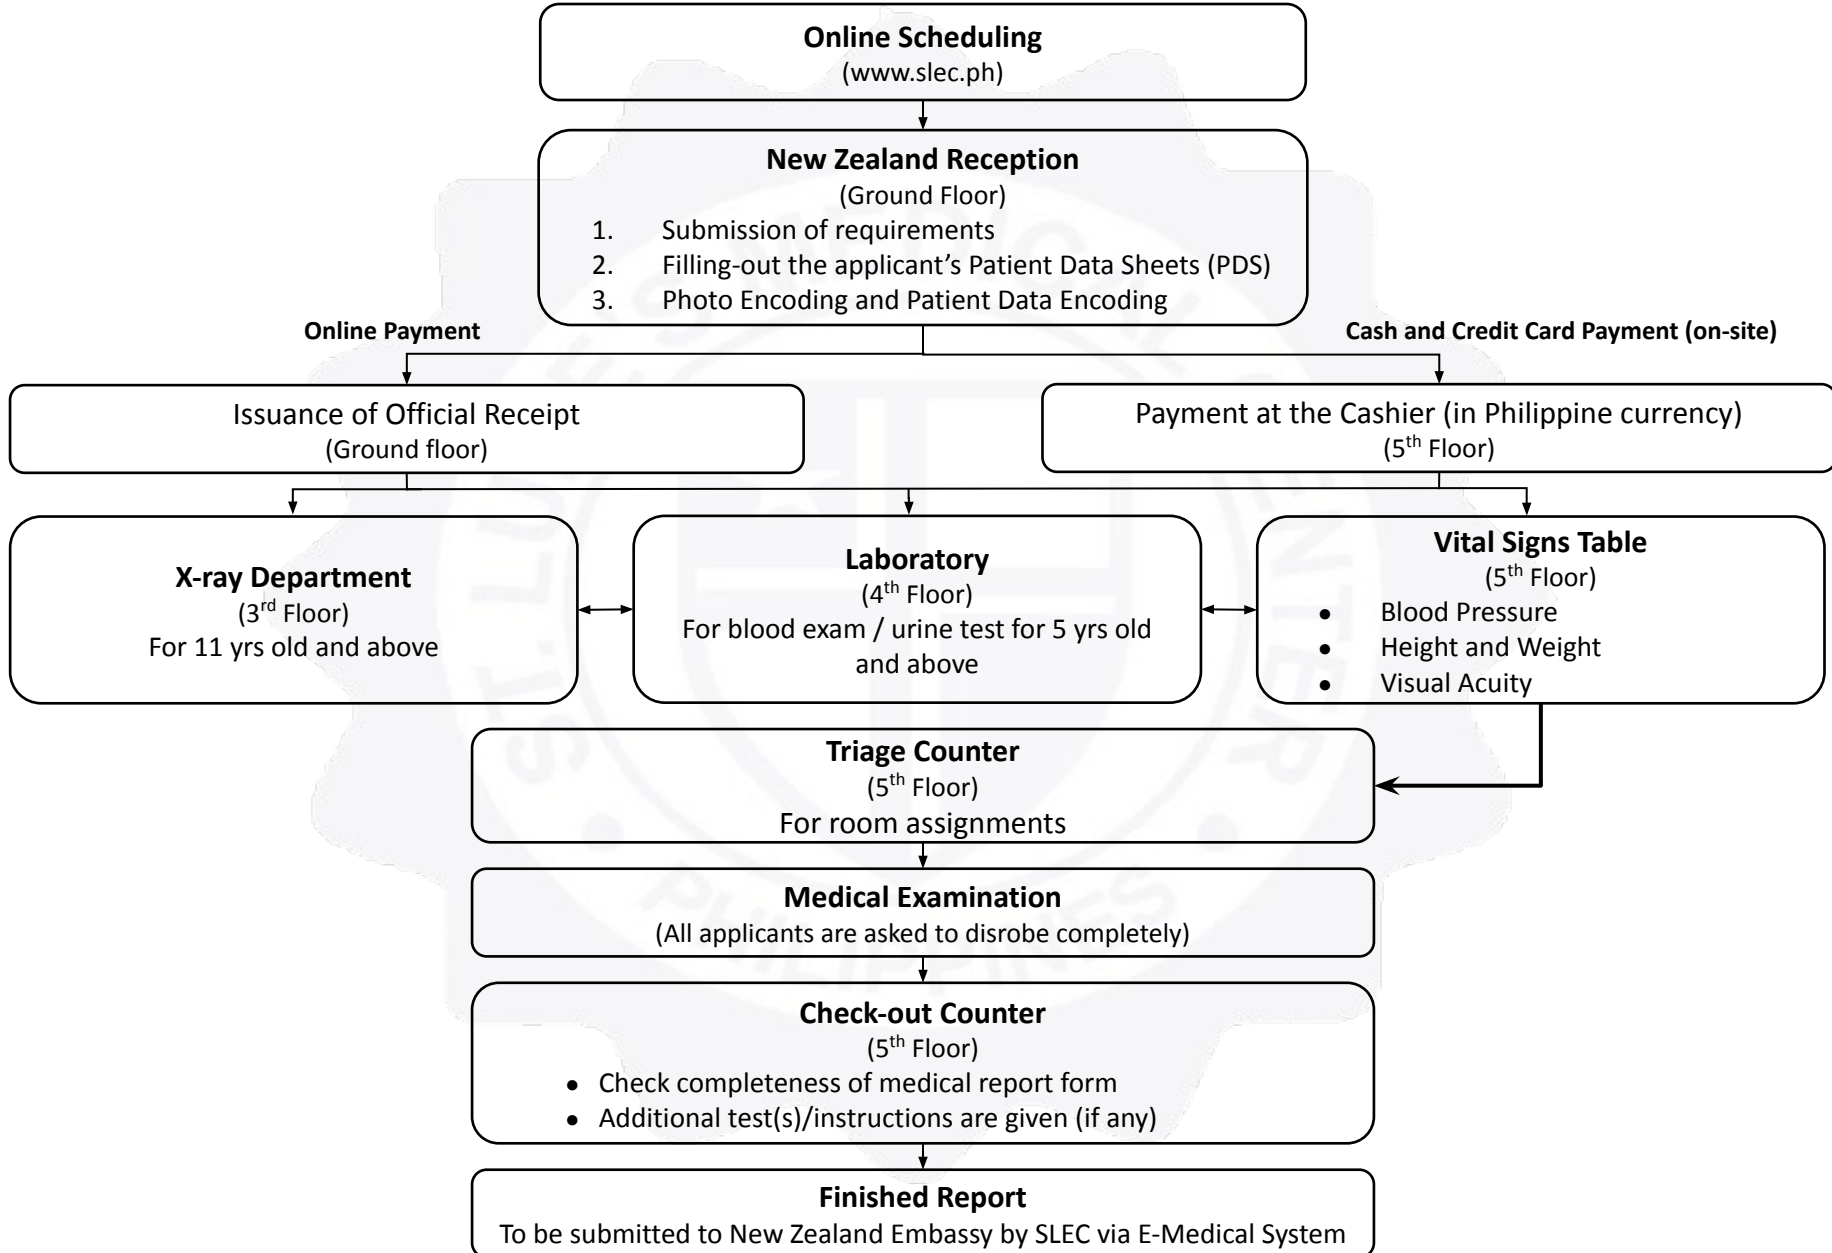 Online Scheduling
(www.slec.ph)
New Zealand Reception
(Ground Floor)
1. Submission of requirements
2. Filling-out the applicant's Patient Data Sheets (PDS)
3. Photo Encoding and Patient Data Encoding
Online Payment
Cash and Credit Card Payment (on-site)
Issuance of Official Receipt
(Ground floor)
Payment at the Cashier (in Philippine currency)
(5th Floor)
X-ray Department
(3rd Floor)
For 11 yrs old and above
Laboratory
(4th Floor)
For blood exam / urine test for 5 yrs old
and above
Vital Signs Table
(5th Floor)
• Blood Pressure
• Height and Weight
• Visual Acuity
Triage Counter
(5th Floor)
For room assignments
Medical Examination
(All applicants are asked to disrobe completely)
Check-out Counter
(5th Floor)
• Check completeness of medical report form
• Additional test(s)/instructions are given (if any)
Finished Report
To be submitted to New Zealand Embassy by SLEC via E-Medical System
ST. LUKE'S MEDICAL CENTER
PHILIPPINES